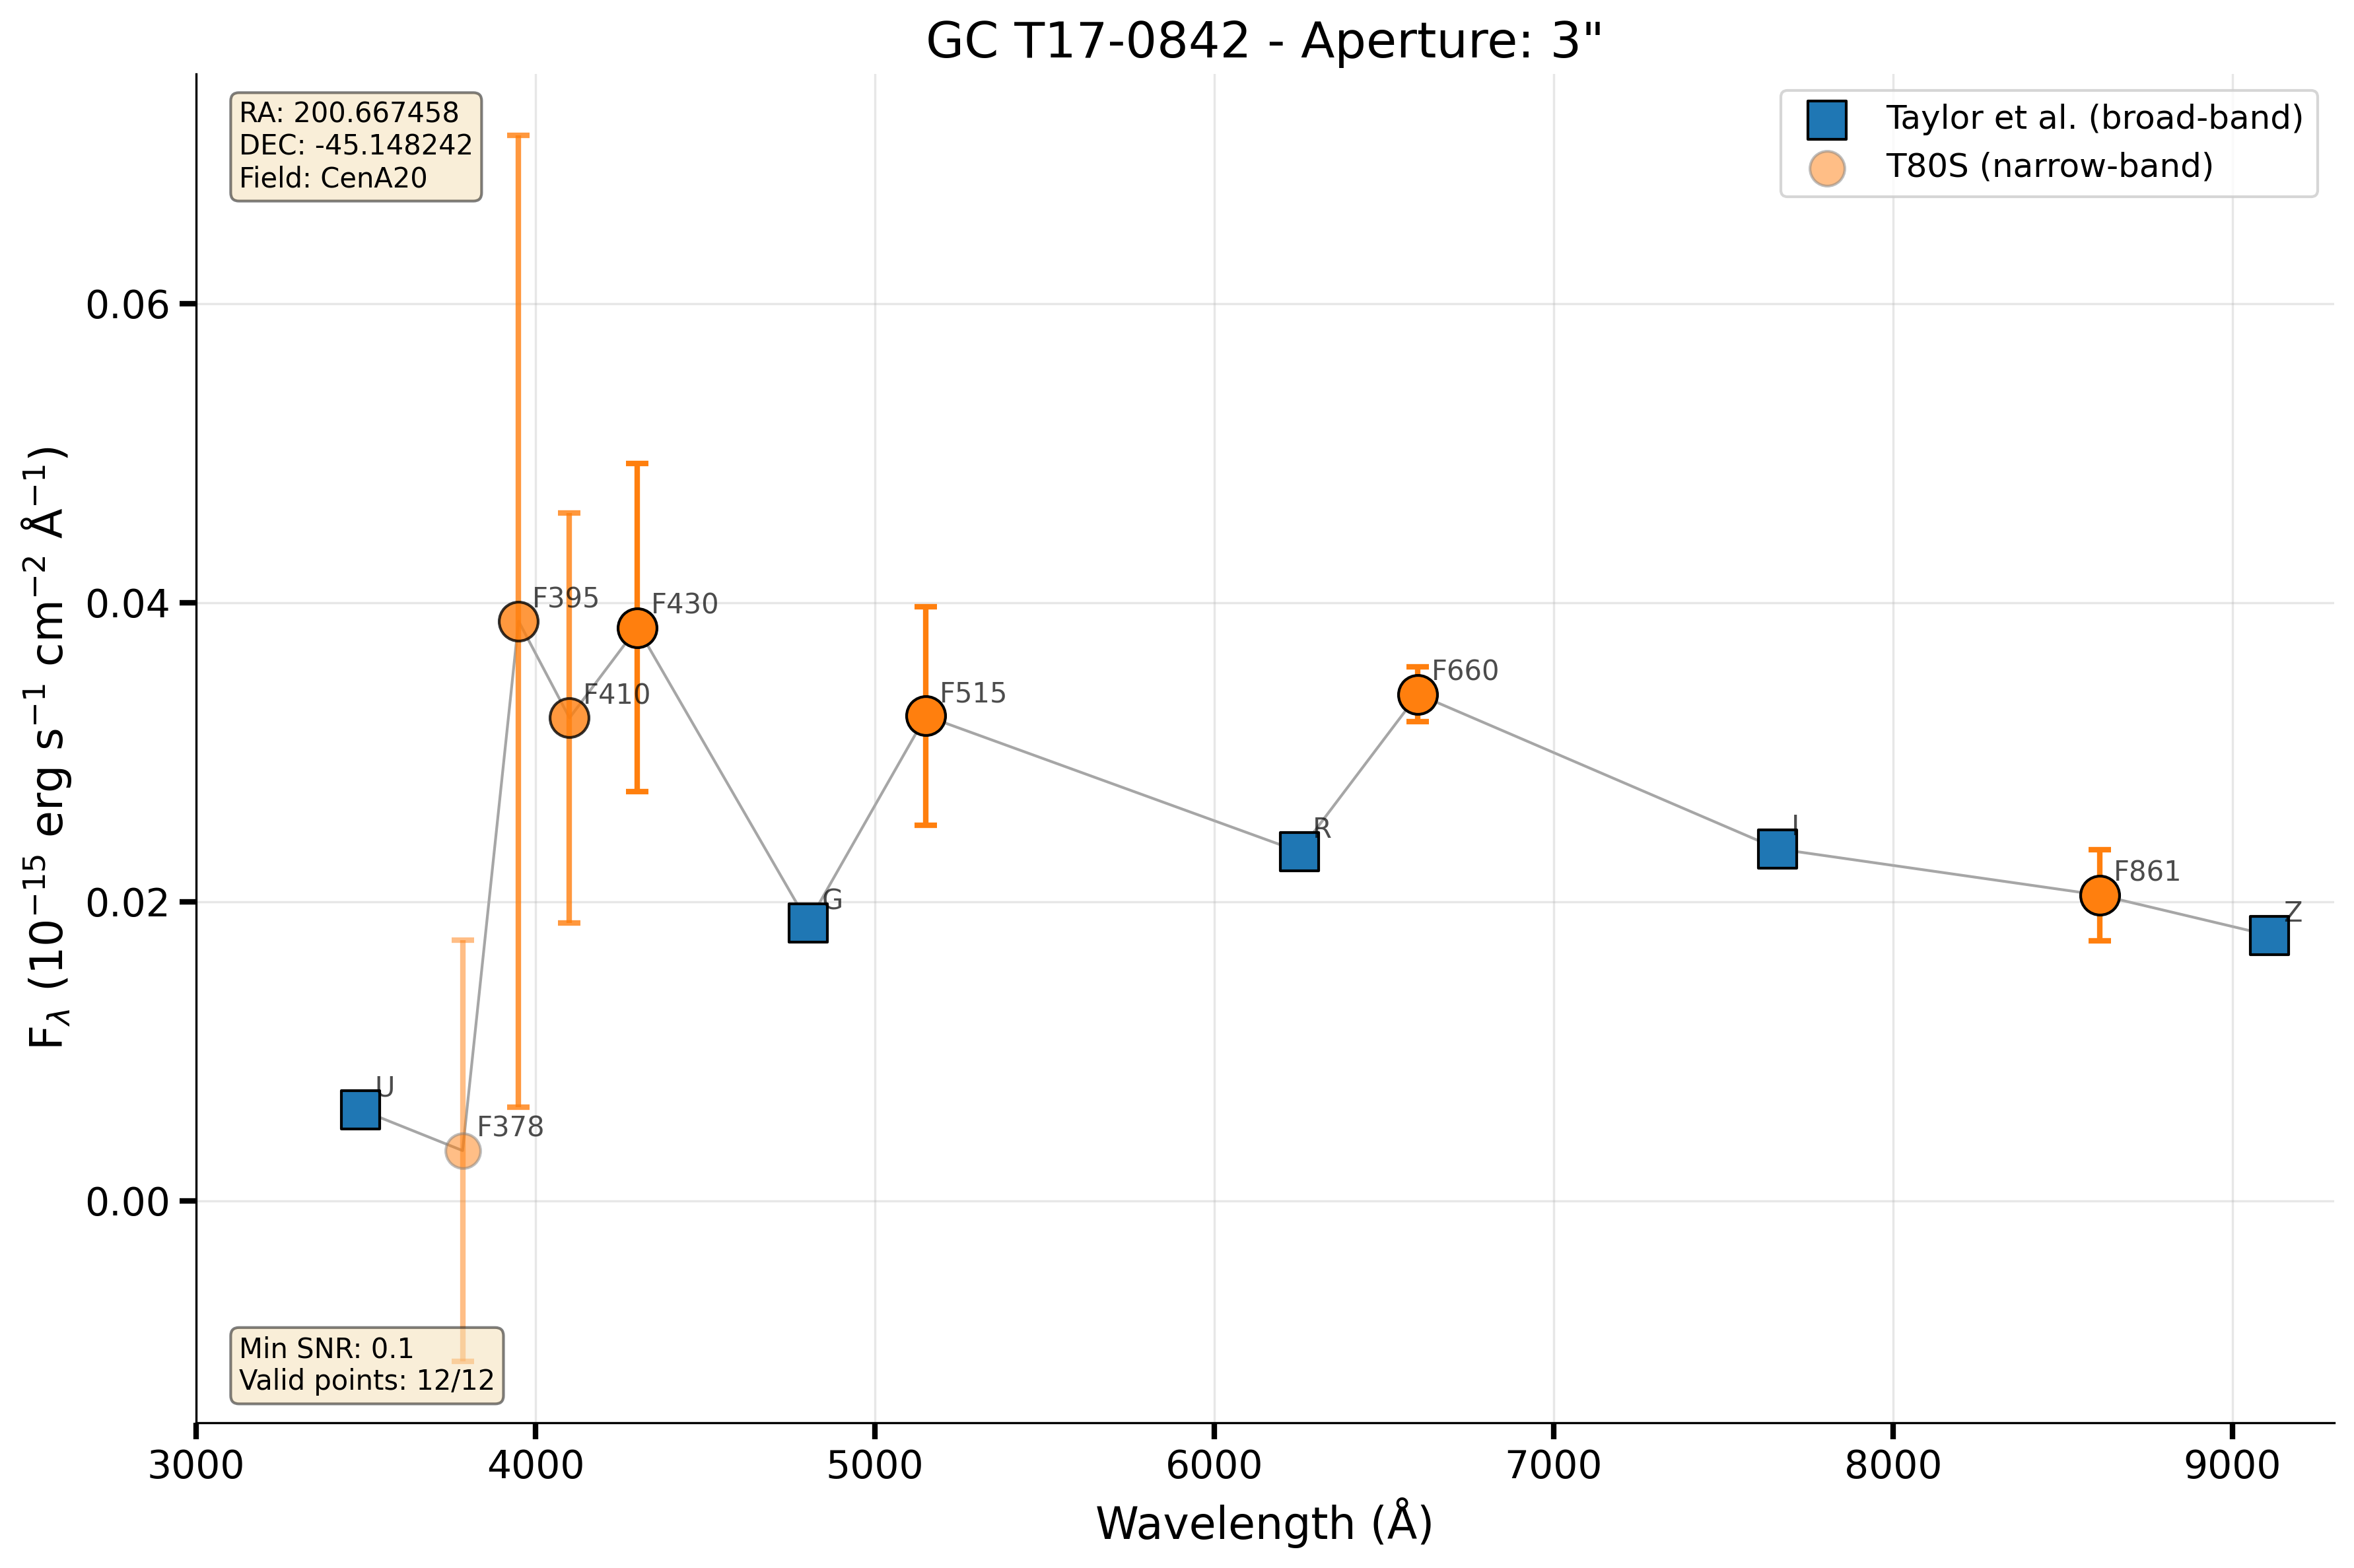 GC T17-0842 - Aperture: 3"
RA: 200.667458
DEC: -45.148242
Field: CenA20
Taylor et al. (broad-band)
T80S (narrow-band)
F$_λ$ (10$^{-15}$ erg s$^{-1}$ cm$^{-2}$ Å$^{-1}$)
0.06
0.04
0.02
0.00
U
F378
F395
F410
F430
G
F515
R
F660
I
F861
Z
Min SNR: 0.1
Valid points: 12/12
3000 4000 5000 6000 7000 8000 9000
Wavelength (Å)